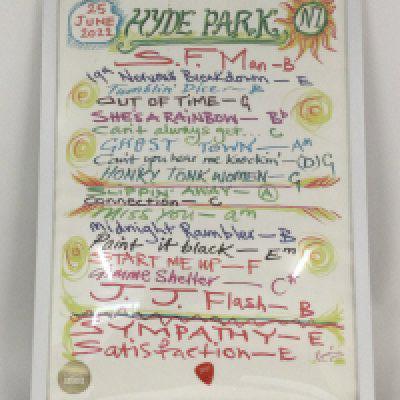 25
JUNE
2022
HYDE PARK N1
S.F. Man - B
19th Nervous Breakdown - E
Tumblin' Dice - B
OUT OF TIME - G
SHE'S A RAINBOW - Bb
Can't always get... C
GHOST TOWN - Am
Can't you hear me knockin' - (D) G
HONKY TONK WOMEN - G
SLIPPIN' AWAY - A
Connection - C
MISS YOU - am
Midnight Rambler - B
Paint it black - Em
START ME UP - F
Gimme Shelter - C#
J. J. Flash - B
SYMPATHY - E
Satisfaction - E